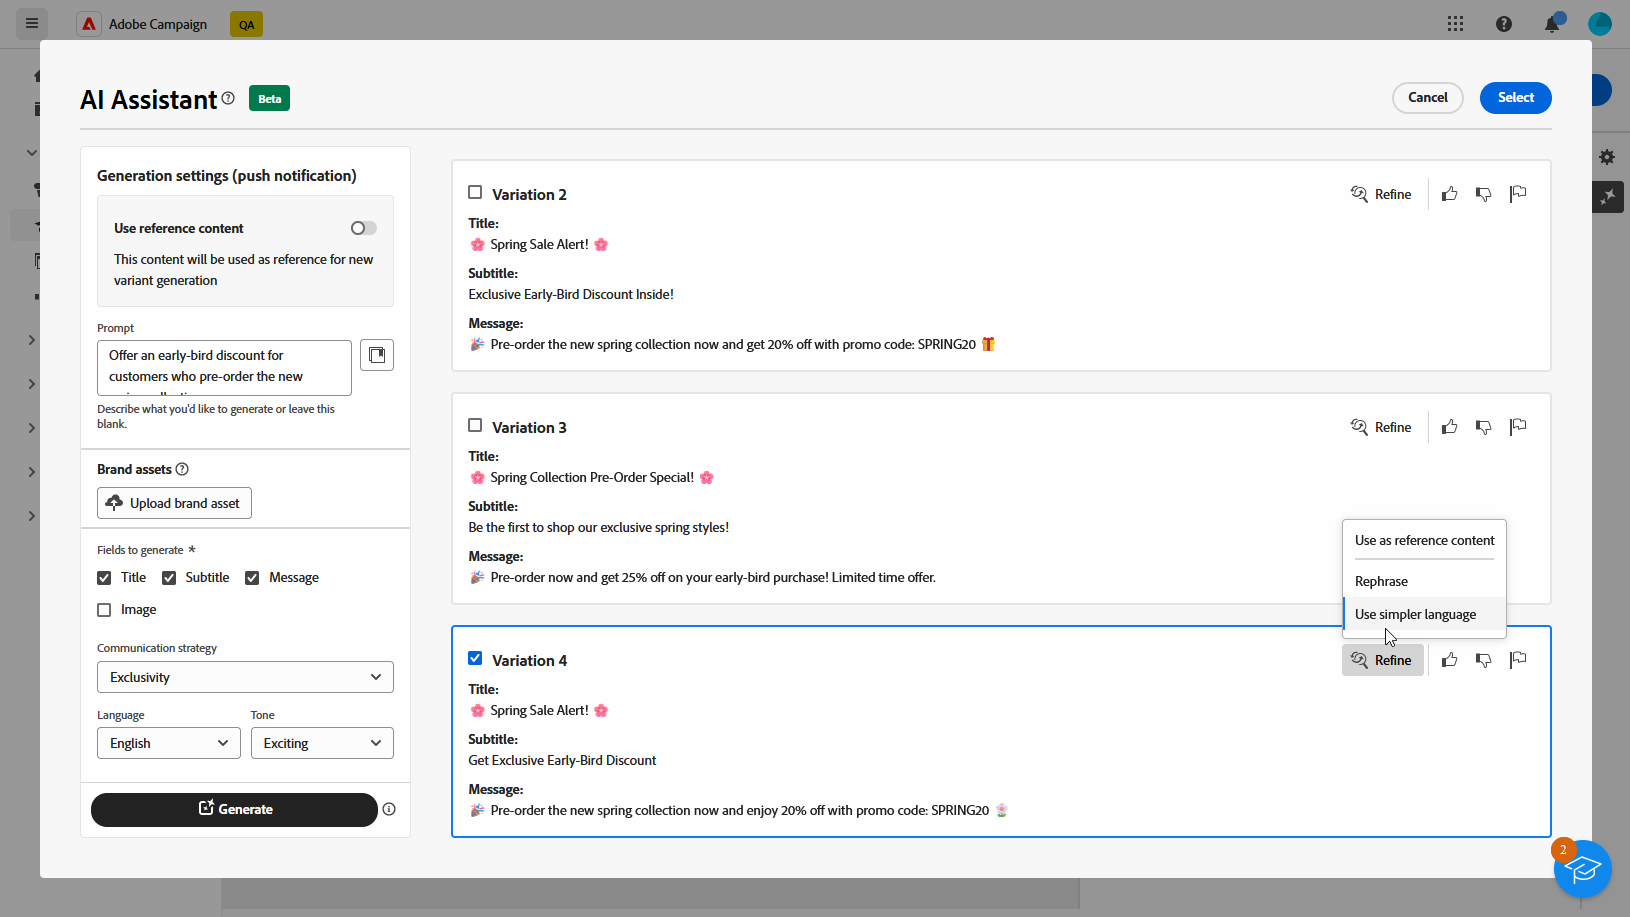 Adobe Campaign
QA
AI Assistant
Beta
Cancel
Select
Generation settings (push notification)
Use reference content
This content will be used as reference for new
variant generation
Prompt
Offer an early-bird discount for
customers who pre-order the new
Describe what you'd like to generate or leave this
blank.
Brand assets
Upload brand asset
Fields to generate *
Title
Subtitle
Message
Image
Communication strategy
Exclusivity
Language
Tone
English
Exciting
Generate
Variation 2
Refine
Title:
🌸 Spring Sale Alert! 🌸
Subtitle:
Exclusive Early-Bird Discount Inside!
Message:
🎉 Pre-order the new spring collection now and get 20% off with promo code: SPRING20 🎁
Variation 3
Refine
Title:
🌸 Spring Collection Pre-Order Special! 🌸
Subtitle:
Be the first to shop our exclusive spring styles!
Message:
🎉 Pre-order now and get 25% off on your early-bird purchase! Limited time offer.
Use as reference content
Rephrase
Use simpler language
Variation 4
Refine
Title:
🌸 Spring Sale Alert! 🌸
Subtitle:
Get Exclusive Early-Bird Discount
Message:
🎉 Pre-order the new spring collection now and enjoy 20% off with promo code: SPRING20 🌷
2